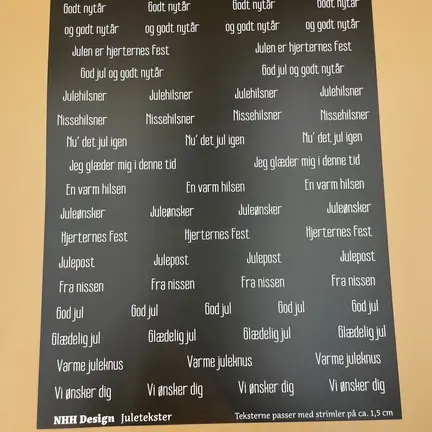 Godt nytår Godt nytår Godt nytår Godt nytår
og godt nytår og godt nytår og godt nytår og godt nytår
Julen er hjerternes fest Julen er hjerternes fest
God jul og godt nytår God jul og godt nytår
Julehilsner Julehilsner Julehilsner Julehilsner
Nissehilsner Nissehilsner Nissehilsner Nissehilsner
Nu' det jul igen Nu' det jul igen Nu' det jul igen
Jeg glæder mig i denne tid Jeg glæder mig i denne tid
En varm hilsen En varm hilsen En varm hilsen
Juleønsker Juleønsker Juleønsker Juleønsker
Hjerternes fest Hjerternes fest Hjerternes fest
Julepost Julepost Julepost Julepost
Fra nissen Fra nissen Fra nissen Fra nissen
God jul God jul God jul God jul God jul
Glædelig jul Glædelig jul Glædelig jul Glædelig jul
Varme juleknus Varme juleknus Varme juleknus
Vi ønsker dig Vi ønsker dig Vi ønsker dig Vi ønsker dig
NHH Design Juletekster Teksterne passer med strimler på ca. 1,5 cm